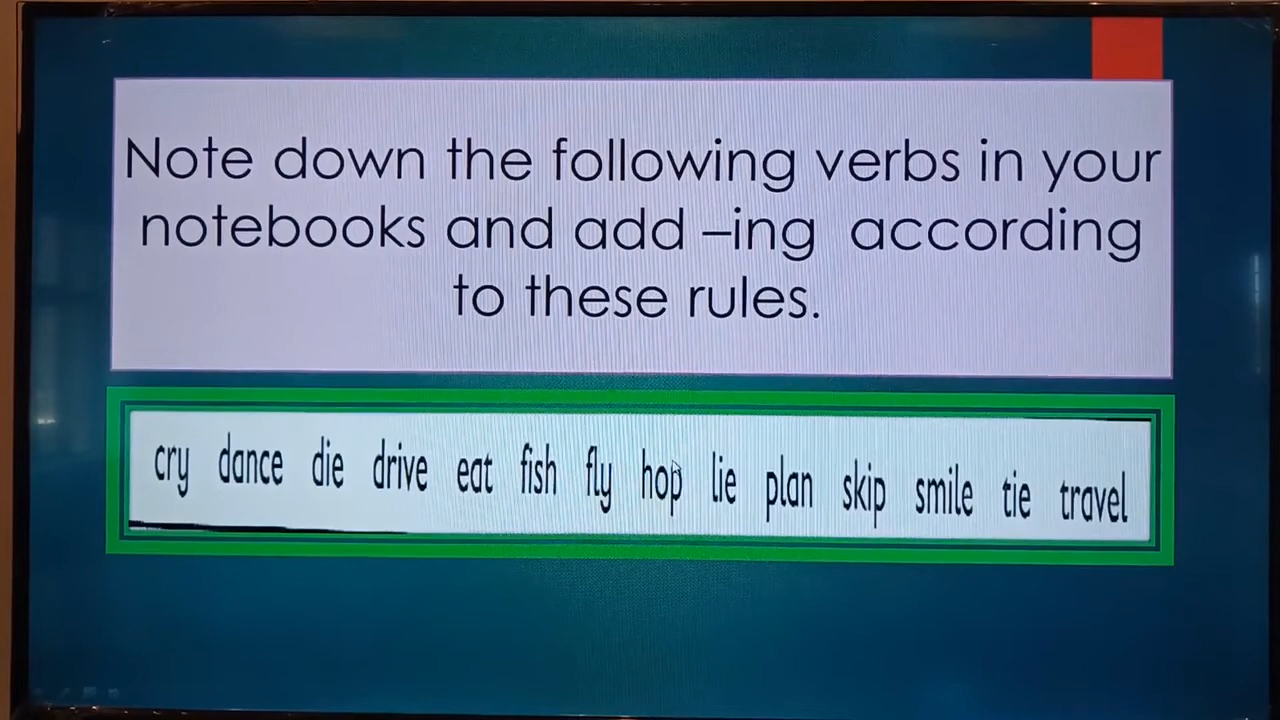 Note down the following verbs in your
notebooks and add –ing according
to these rules.
cry dance die drive eat fish fly hop lie plan skip smile tie travel